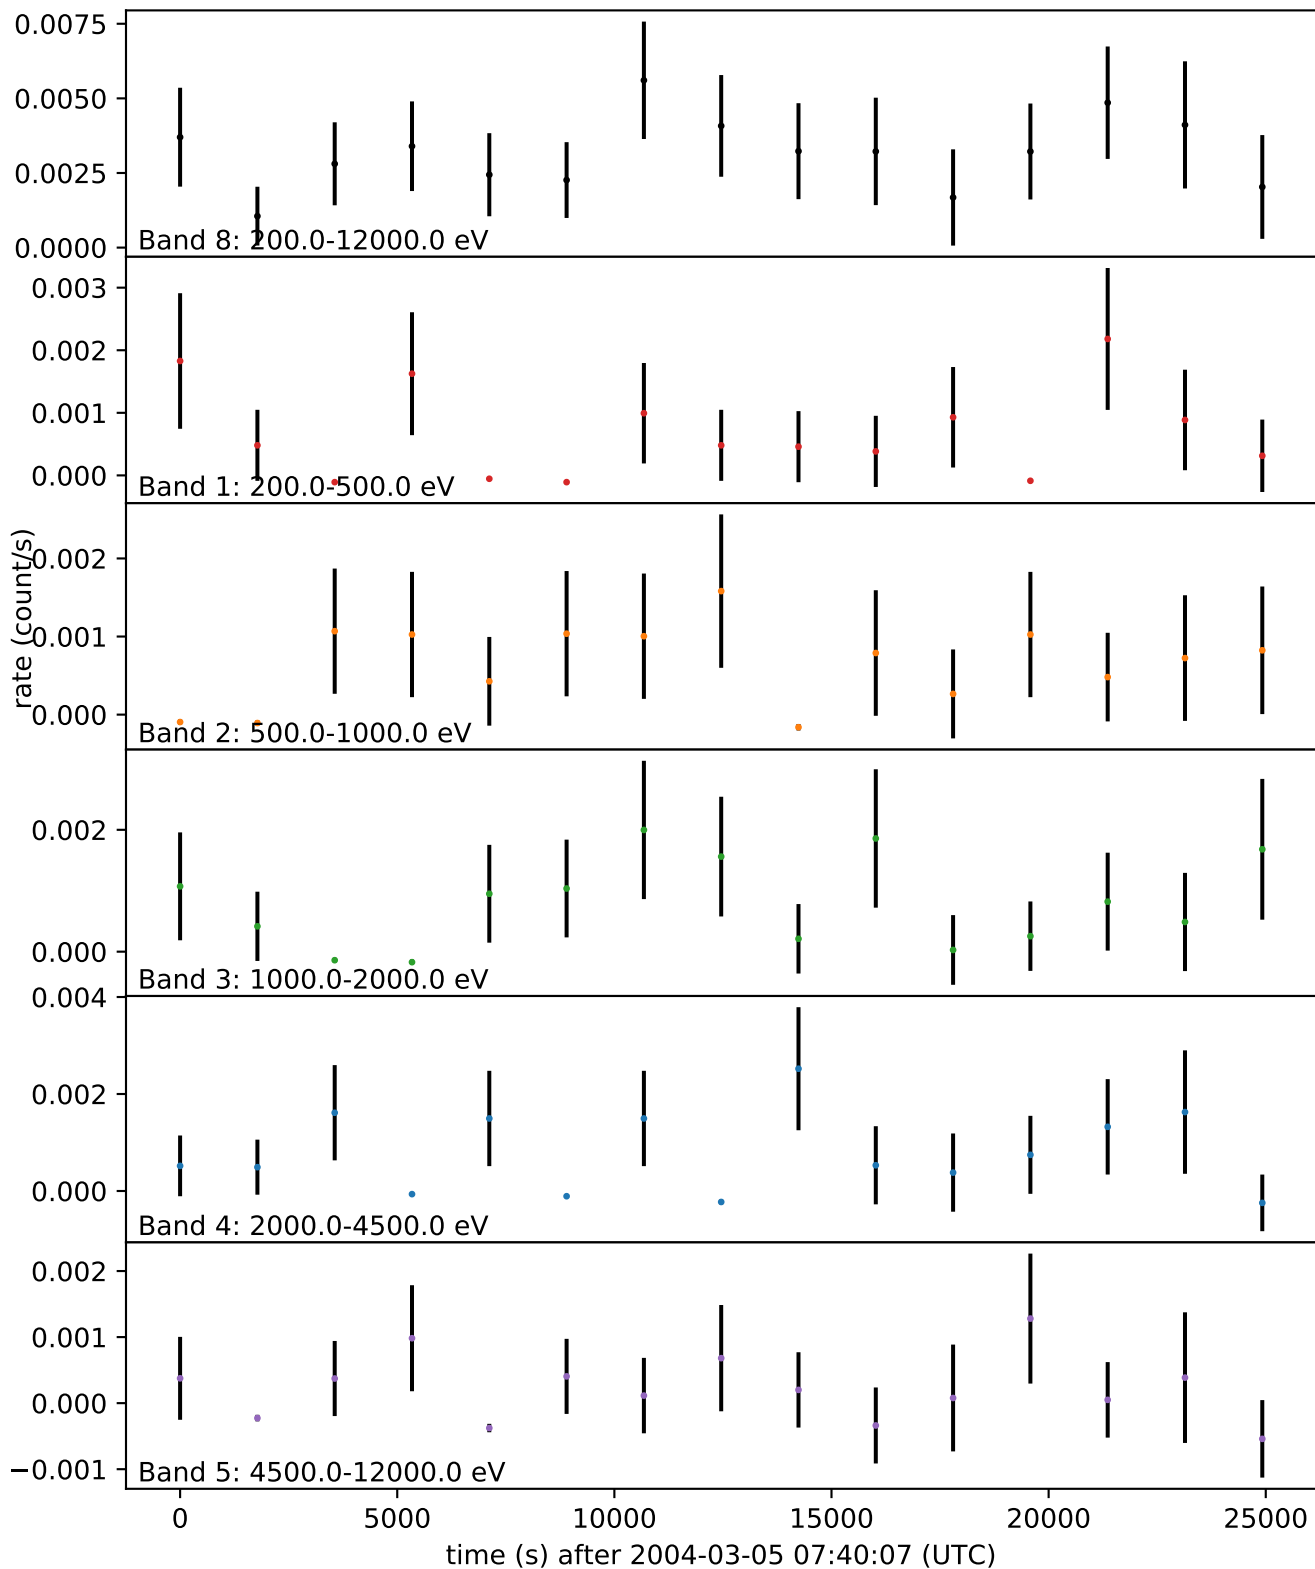 0.0075
0.0050
0.0025
0.0000
Band 8: 200.0-12000.0 eV
0.003
0.002
0.001
0.000
Band 1: 200.0-500.0 eV
rate (count/s)
0.002
0.001
0.000
Band 2: 500.0-1000.0 eV
0.002
0.000
Band 3: 1000.0-2000.0 eV
0.004
0.002
0.000
Band 4: 2000.0-4500.0 eV
0.002
0.001
0.000
−0.001
Band 5: 4500.0-12000.0 eV
0 5000 10000 15000 20000 25000
time (s) after 2004-03-05 07:40:07 (UTC)